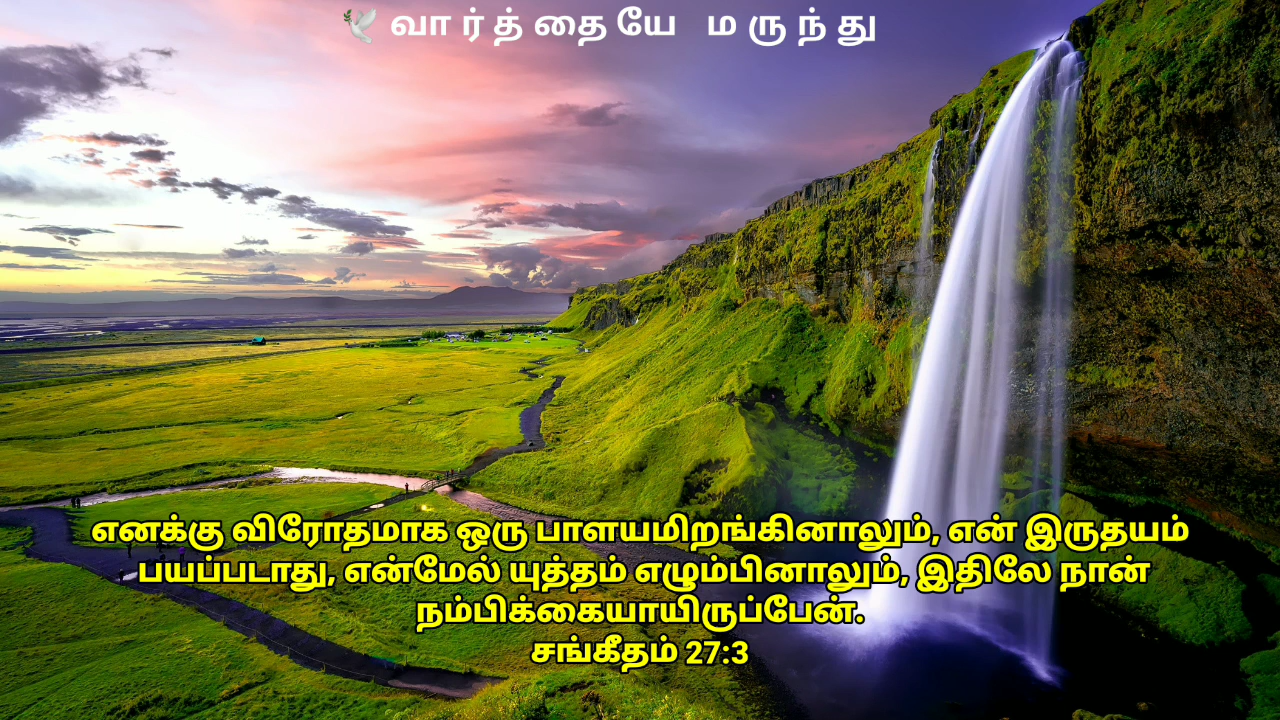 🕊️ வார்த்தையே மருந்து
எனக்கு விரோதமாக ஒரு பாளயமிறங்கினாலும், என் இருதயம்
பயப்படாது, என்மேல் யுத்தம் எழும்பினாலும், இதிலே நான்
நம்பிக்கையாயிருப்பேன்.
சங்கீதம் 27:3